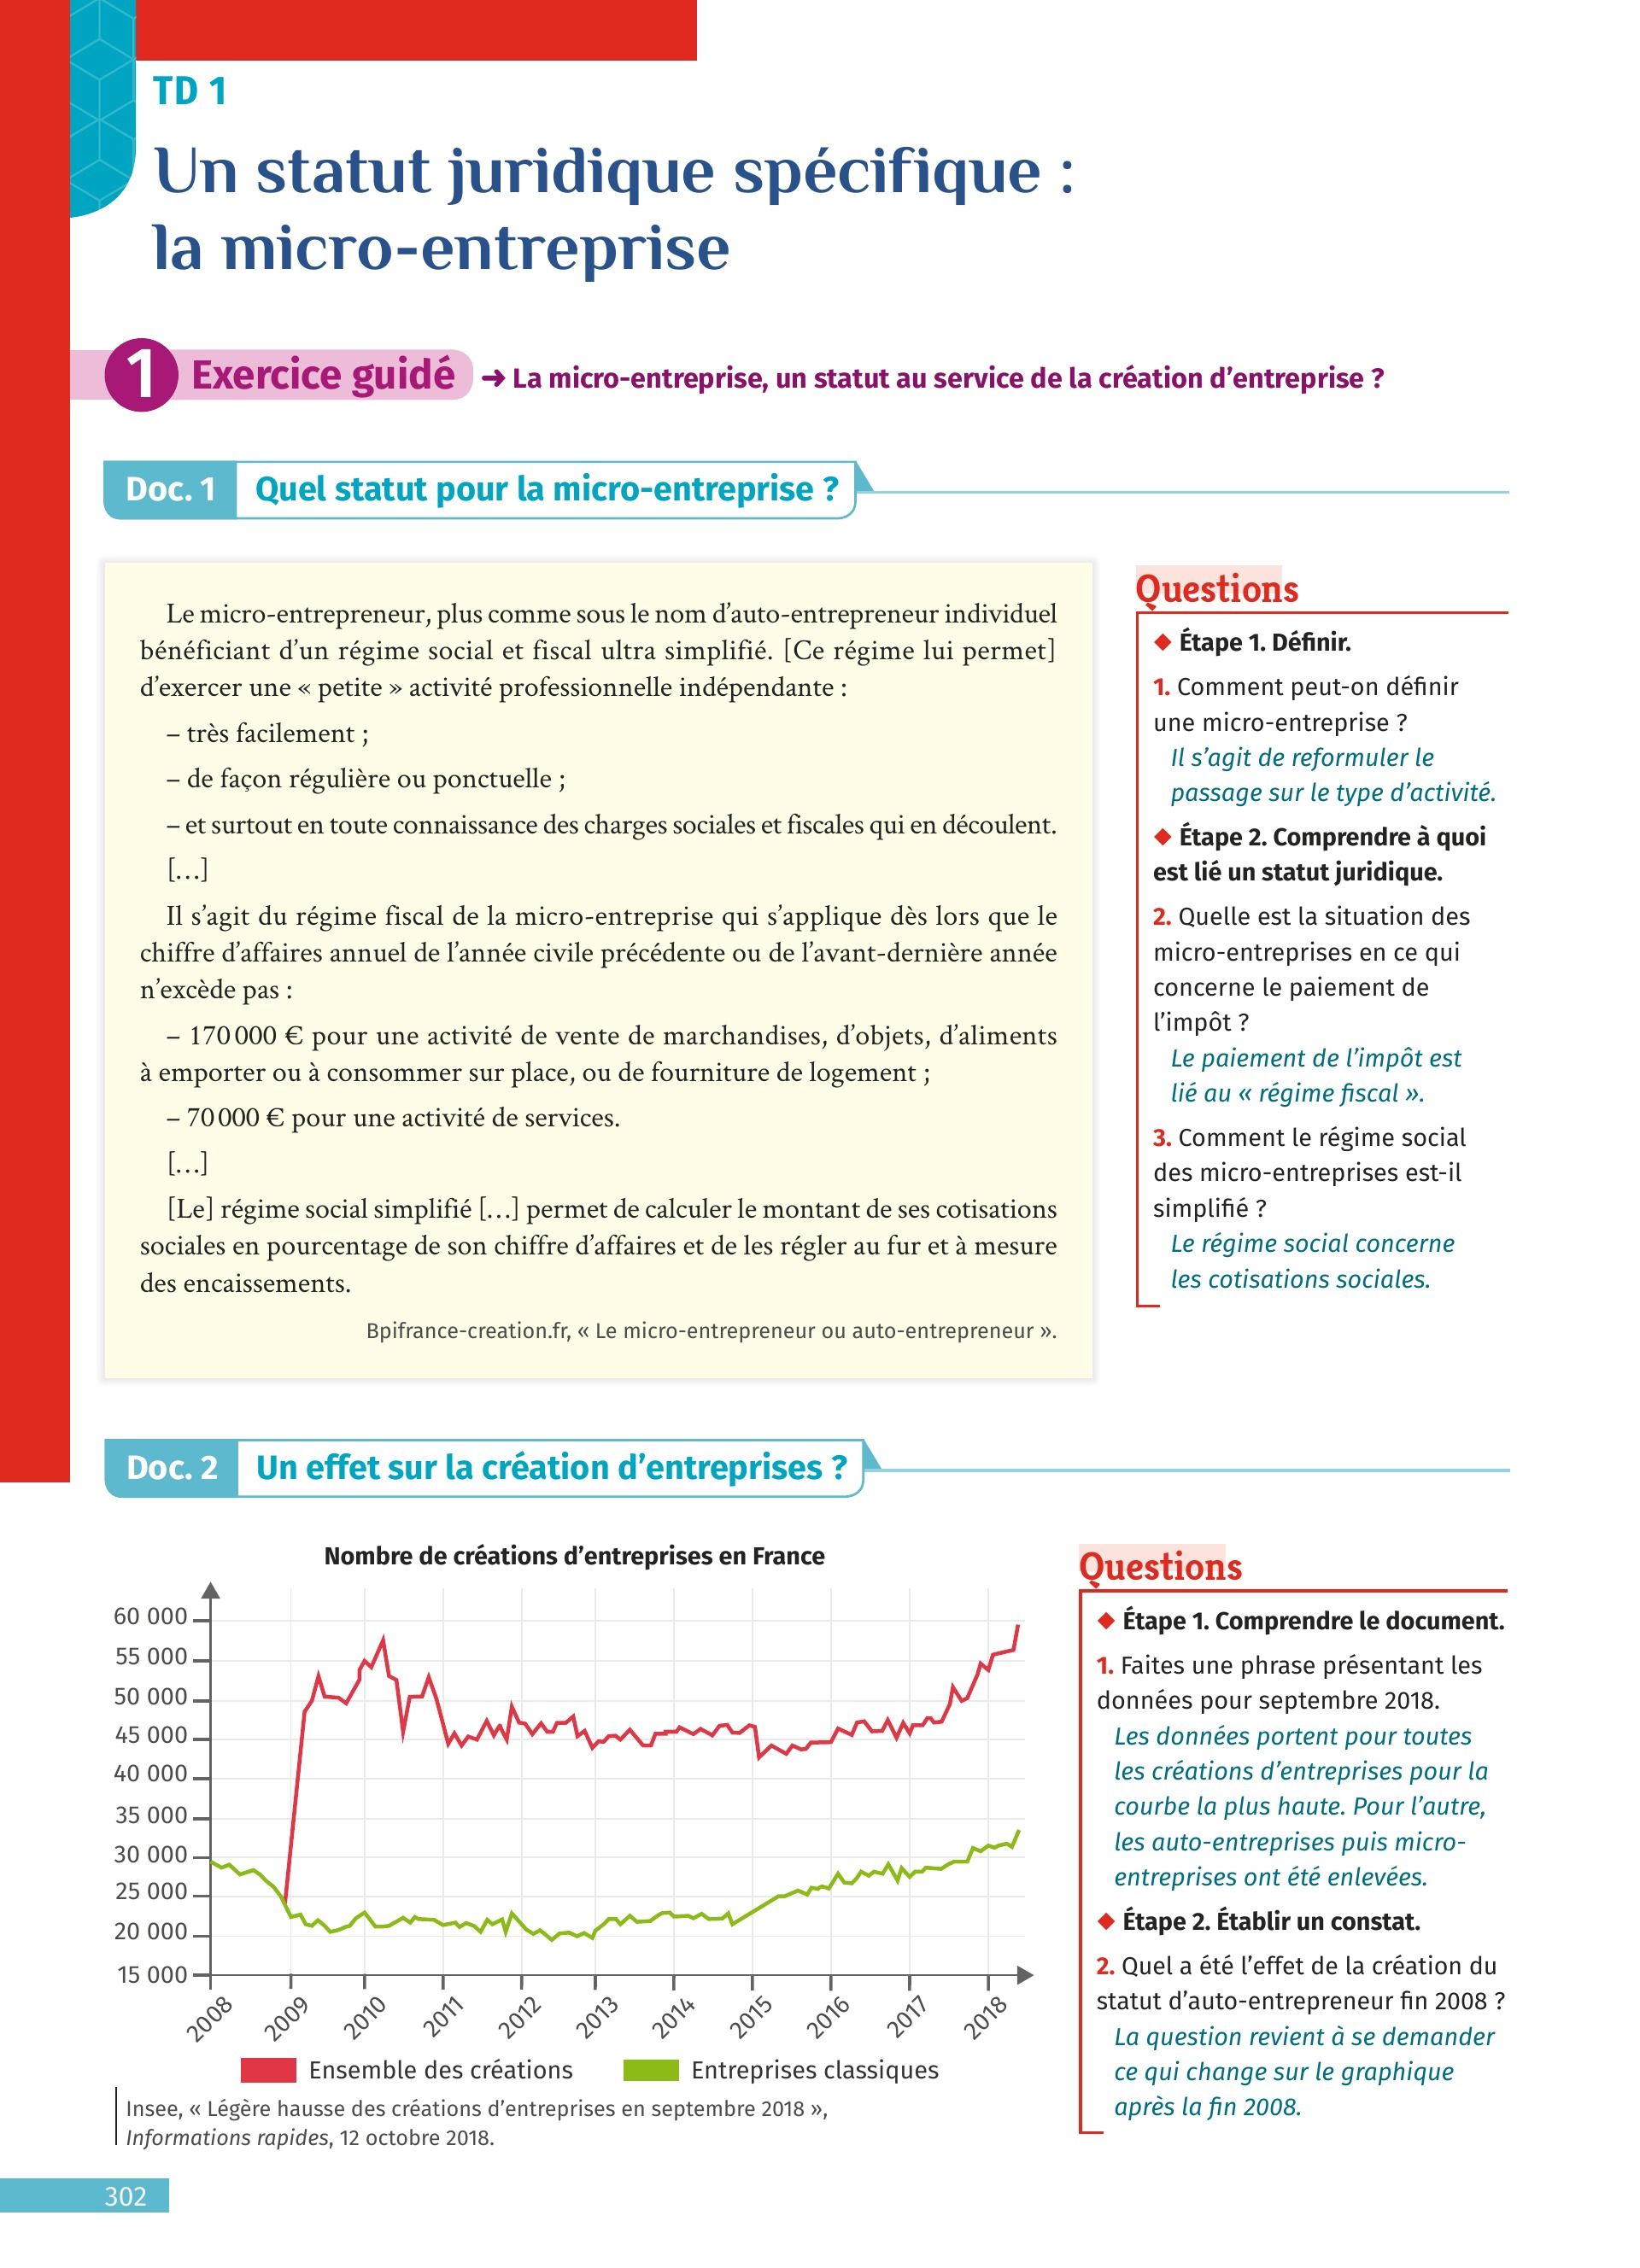 TD 1
Un statut juridique spécifique :
la micro-entreprise
1 Exercice guidé ➜ La micro-entreprise, un statut au service de la création d’entreprise ?
Doc. 1 Quel statut pour la micro-entreprise ?
Le micro-entrepreneur, plus comme sous le nom d’auto-entrepreneur individuel
bénéficiant d’un régime social et fiscal ultra simplifié. [Ce régime lui permet]
d’exercer une « petite » activité professionnelle indépendante :
– très facilement ;
– de façon régulière ou ponctuelle ;
– et surtout en toute connaissance des charges sociales et fiscales qui en découlent.
[…]
Il s’agit du régime fiscal de la micro-entreprise qui s’applique dès lors que le
chiffre d’affaires annuel de l’année civile précédente ou de l’avant-dernière année
n’excède pas :
– 170 000 € pour une activité de vente de marchandises, d’objets, d’aliments
à emporter ou à consommer sur place, ou de fourniture de logement ;
– 70 000 € pour une activité de services.
[…]
[Le] régime social simplifié […] permet de calculer le montant de ses cotisations
sociales en pourcentage de son chiffre d’affaires et de les régler au fur et à mesure
des encaissements.
Bpifrance-creation.fr, « Le micro-entrepreneur ou auto-entrepreneur ».
Questions
◆ Étape 1. Définir.
1. Comment peut-on définir
une micro-entreprise ?
Il s’agit de reformuler le
passage sur le type d’activité.
◆ Étape 2. Comprendre à quoi
est lié un statut juridique.
2. Quelle est la situation des
micro-entreprises en ce qui
concerne le paiement de
l’impôt ?
Le paiement de l’impôt est
lié au « régime fiscal ».
3. Comment le régime social
des micro-entreprises est-il
simplifié ?
Le régime social concerne
les cotisations sociales.
Doc. 2 Un effet sur la création d’entreprises ?
Nombre de créations d’entreprises en France
60 000
55 000
50 000
45 000
40 000
35 000
30 000
25 000
20 000
15 000
2008 2009 2010 2011 2012 2013 2014 2015 2016 2017 2018
Ensemble des créations Entreprises classiques
Insee, « Légère hausse des créations d’entreprises en septembre 2018 »,
Informations rapides, 12 octobre 2018.
Questions
◆ Étape 1. Comprendre le document.
1. Faites une phrase présentant les
données pour septembre 2018.
Les données portent pour toutes
les créations d’entreprises pour la
courbe la plus haute. Pour l’autre,
les auto-entreprises puis micro-
entreprises ont été enlevées.
◆ Étape 2. Établir un constat.
2. Quel a été l’effet de la création du
statut d’auto-entrepreneur fin 2008 ?
La question revient à se demander
ce qui change sur le graphique
après la fin 2008.
302